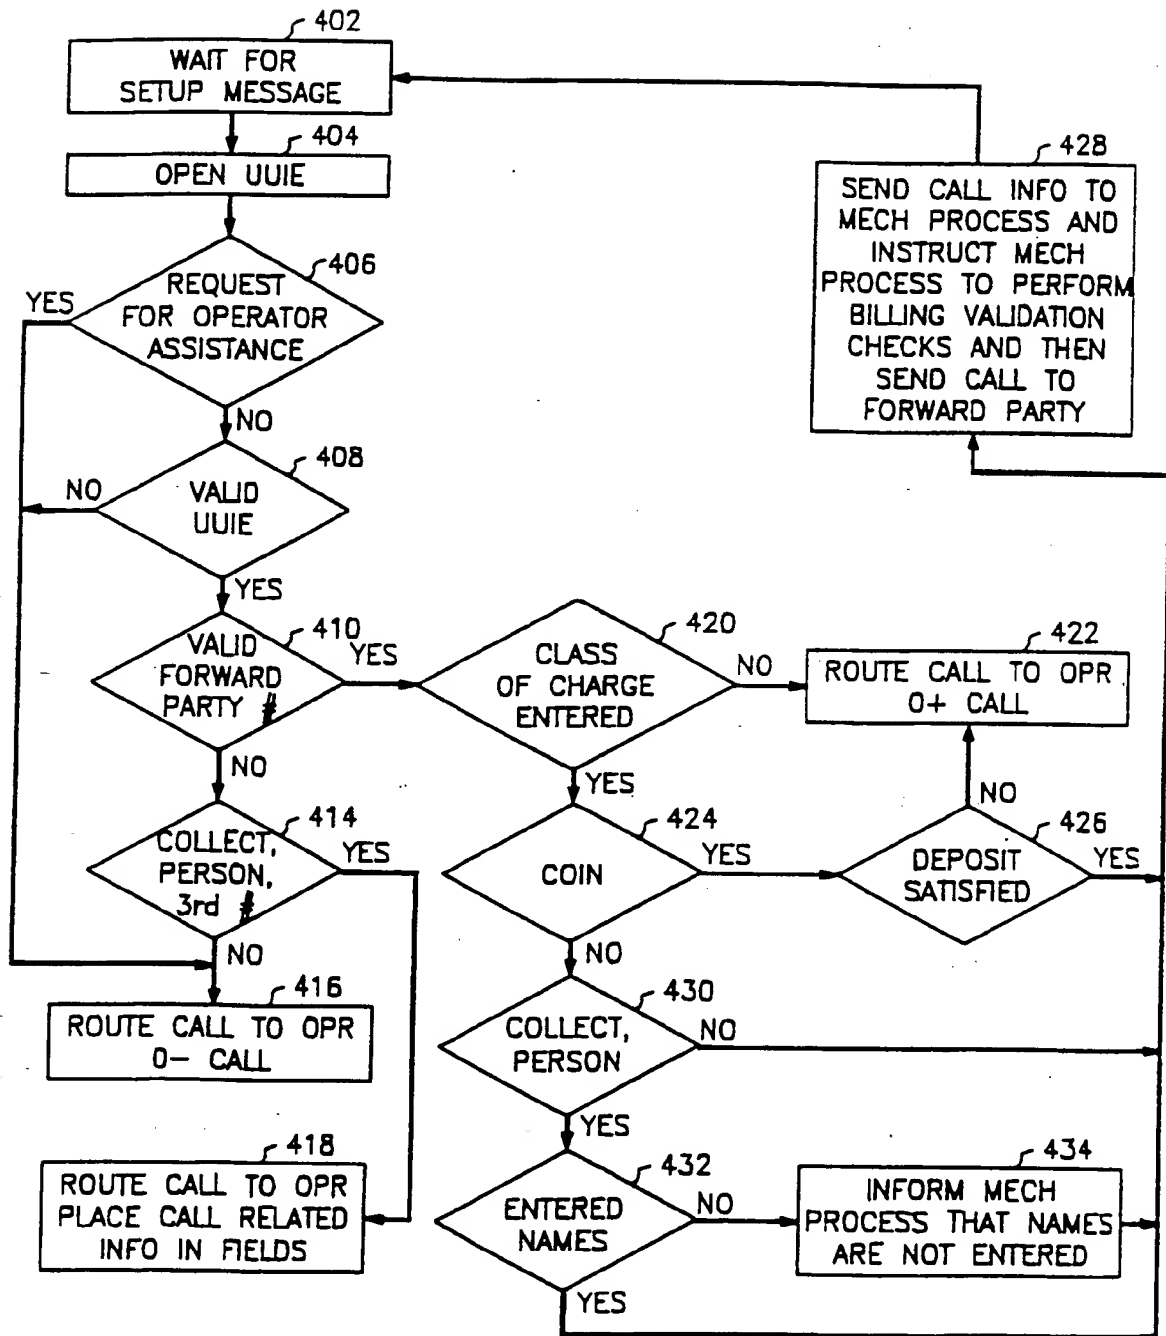 402
WAIT FOR
SETUP MESSAGE
404
OPEN UUIE
428
SEND CALL INFO TO
MECH PROCESS AND
INSTRUCT MECH
PROCESS TO PERFORM
BILLING VALIDATION
CHECKS AND THEN
SEND CALL TO
FORWARD PARTY
406
REQUEST
FOR OPERATOR
ASSISTANCE
YES
NO
408
VALID
UUIE
NO
YES
410
VALID
FORWARD
PARTY #
YES
NO
420
CLASS
OF CHARGE
ENTERED
NO
YES
422
ROUTE CALL TO OPR
0+ CALL
414
COLLECT,
PERSON,
3rd #
YES
NO
424
COIN
YES
NO
426
DEPOSIT
SATISFIED
NO
YES
416
ROUTE CALL TO OPR
0- CALL
430
COLLECT,
PERSON
NO
YES
418
ROUTE CALL TO OPR
PLACE CALL RELATED
INFO IN FIELDS
432
ENTERED
NAMES
NO
YES
434
INFORM MECH
PROCESS THAT NAMES
ARE NOT ENTERED